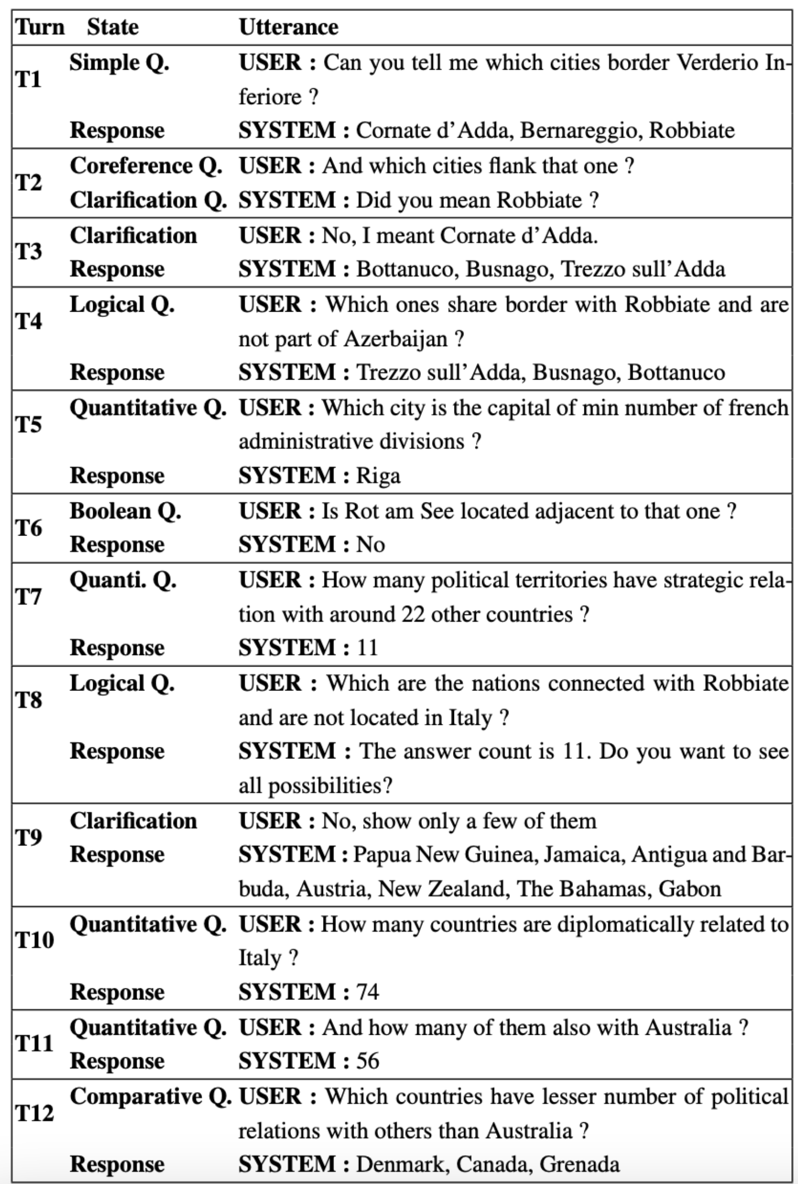 Turn State Utterance
T1 Simple Q. USER : Can you tell me which cities border Verderio In-
feriore ?
Response SYSTEM : Cornate d’Adda, Bernareggio, Robbiate
T2 Coreference Q. USER : And which cities flank that one ?
Clarification Q. SYSTEM : Did you mean Robbiate ?
T3 Clarification USER : No, I meant Cornate d’Adda.
Response SYSTEM : Bottanuco, Busnago, Trezzo sull’Adda
T4 Logical Q. USER : Which ones share border with Robbiate and are
not part of Azerbaijan ?
Response SYSTEM : Trezzo sull’Adda, Busnago, Bottanuco
T5 Quantitative Q. USER : Which city is the capital of min number of french
administrative divisions ?
Response SYSTEM : Riga
T6 Boolean Q. USER : Is Rot am See located adjacent to that one ?
Response SYSTEM : No
T7 Quanti. Q. USER : How many political territories have strategic rela-
tion with around 22 other countries ?
Response SYSTEM : 11
T8 Logical Q. USER : Which are the nations connected with Robbiate
and are not located in Italy ?
Response SYSTEM : The answer count is 11. Do you want to see
all possibilities?
T9 Clarification USER : No, show only a few of them
Response SYSTEM : Papua New Guinea, Jamaica, Antigua and Bar-
buda, Austria, New Zealand, The Bahamas, Gabon
T10 Quantitative Q. USER : How many countries are diplomatically related to
Italy ?
Response SYSTEM : 74
T11 Quantitative Q. USER : And how many of them also with Australia ?
Response SYSTEM : 56
T12 Comparative Q. USER : Which countries have lesser number of political
relations with others than Australia ?
Response SYSTEM : Denmark, Canada, Grenada